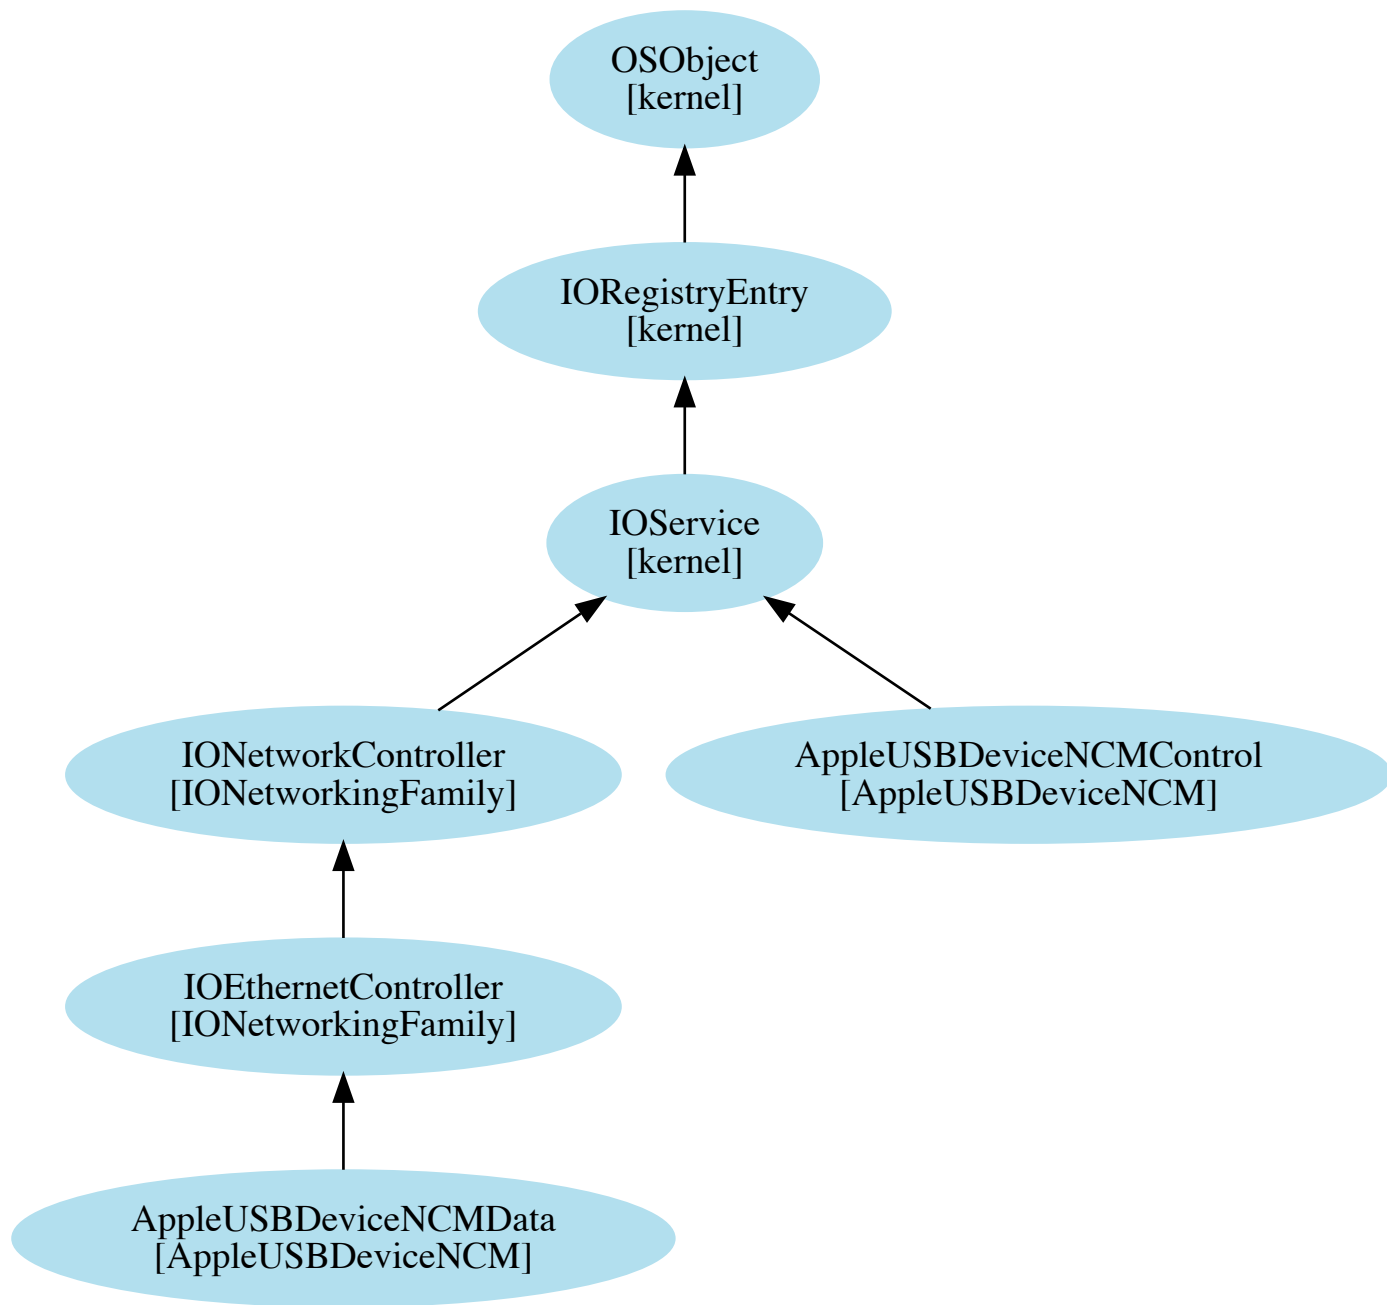 OSObject
[kernel]
IORegistryEntry
[kernel]
IOService
[kernel]
IONetworkController
[IONetworkingFamily]
AppleUSBDeviceNCMControl
[AppleUSBDeviceNCM]
IOEthernetController
[IONetworkingFamily]
AppleUSBDeviceNCMData
[AppleUSBDeviceNCM]